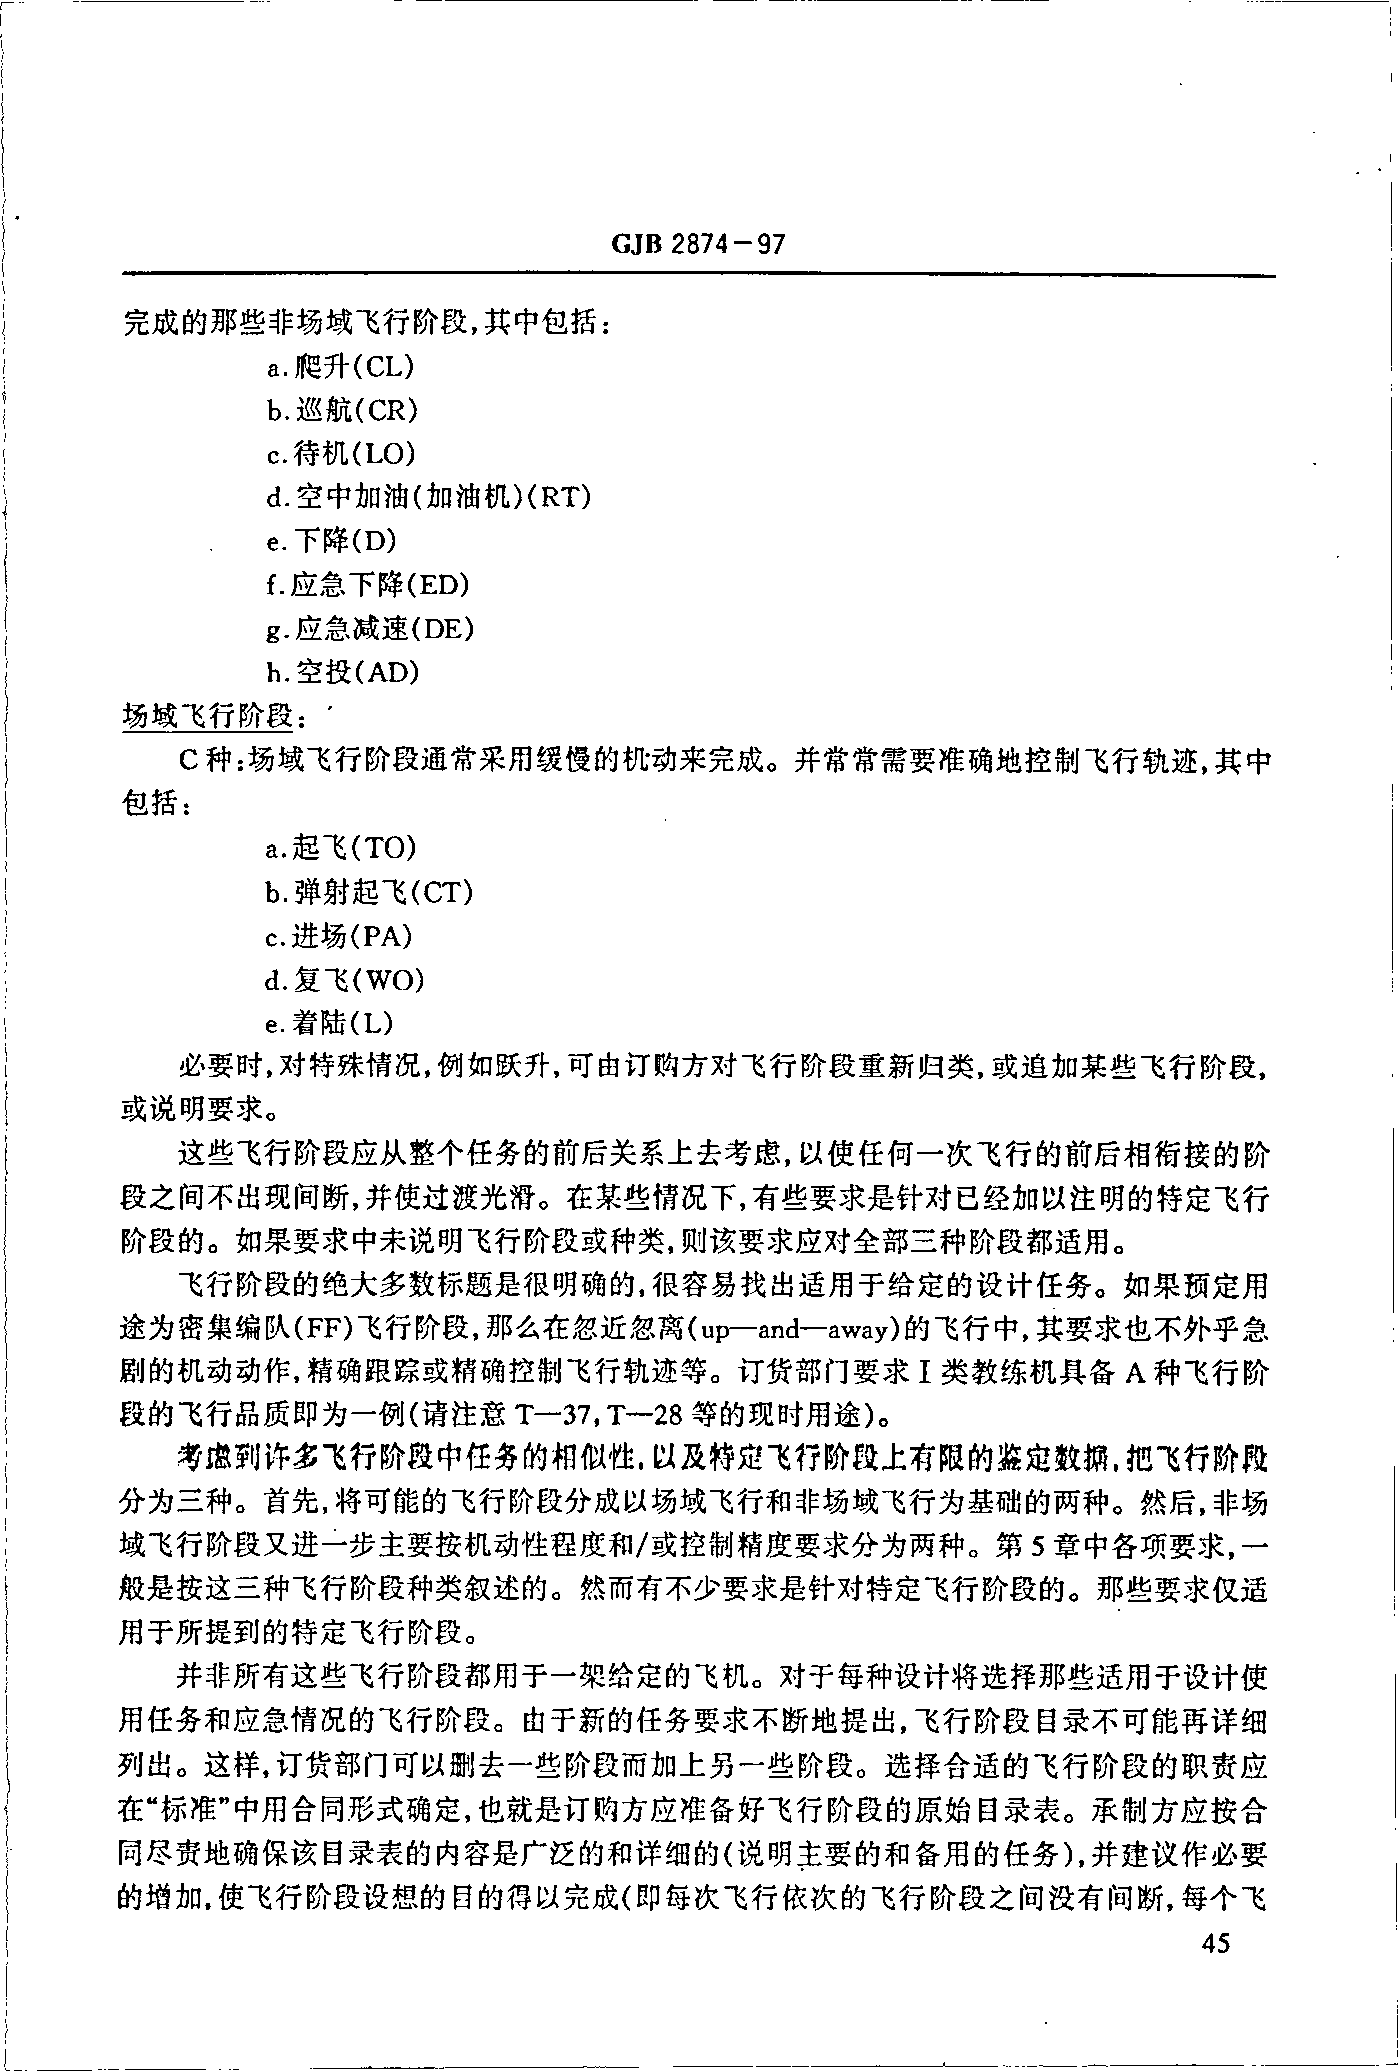 GJB 2874－97
完成的那些非场域飞行阶段,其中包括:
a.爬升(CL)
b.巡航(CR)
c.待机(LO)
d.空中加油(加油机)(RT)
e.下降(D)
f.应急下降(ED)
g.应急减速(DE)
h.空投(AD)
场域飞行阶段:
C种:场域飞行阶段通常采用缓慢的机动来完成。并常常需要准确地控制飞行轨迹,其中
包括:
a.起飞(TO)
b.弹射起飞(CT)
c.进场(PA)
d.复飞(WO)
e.着陆(L)
必要时,对特殊情况,例如跃升,可由订购方对飞行阶段重新归类,或追加某些飞行阶段,
或说明要求。
这些飞行阶段应从整个任务的前后关系上去考虑,以使任何一次飞行的前后相衔接的阶
段之间不出现间断,并使过渡光滑。在某些情况下,有些要求是针对已经加以注明的特定飞行
阶段的。如果要求中未说明飞行阶段或种类,则该要求应对全部三种阶段都适用。
飞行阶段的绝大多数标题是很明确的,很容易找出适用于给定的设计任务。如果预定用
途为密集编队(FF)飞行阶段,那么在忽近忽离(up—and—away)的飞行中,其要求也不外乎急
剧的机动动作,精确跟踪或精确控制飞行轨迹等。订货部门要求Ⅰ类教练机具备 A 种飞行阶
段的飞行品质即为一例(请注意 T—37,T—28 等的现时用途)。
考虑到许多飞行阶段中任务的相似性,以及特定飞行阶段上有限的鉴定数据,把飞行阶段
分为三种。首先,将可能的飞行阶段分成以场域飞行和非场域飞行为基础的两种。然后,非场
域飞行阶段又进一步主要按机动性程度和/或控制精度要求分为两种。第 5 章中各项要求,一
般是按这三种飞行阶段种类叙述的。然而有不少要求是针对特定飞行阶段的。那些要求仅适
用于所提到的特定飞行阶段。
并非所有这些飞行阶段都用于一架给定的飞机。对于每种设计将选择那些适用于设计使
用任务和应急情况的飞行阶段。由于新的任务要求不断地提出,飞行阶段目录不可能再详细
列出。这样,订货部门可以删去一些阶段而加上另一些阶段。选择合适的飞行阶段的职责应
在“标准”中用合同形式确定,也就是订购方应准备好飞行阶段的原始目录表。承制方应按合
同尽责地确保该目录表的内容是广泛的和详细的(说明主要的和备用的任务),并建议作必要
的增加,使飞行阶段设想的目的得以完成(即每次飞行依次的飞行阶段之间没有间断,每个飞
45